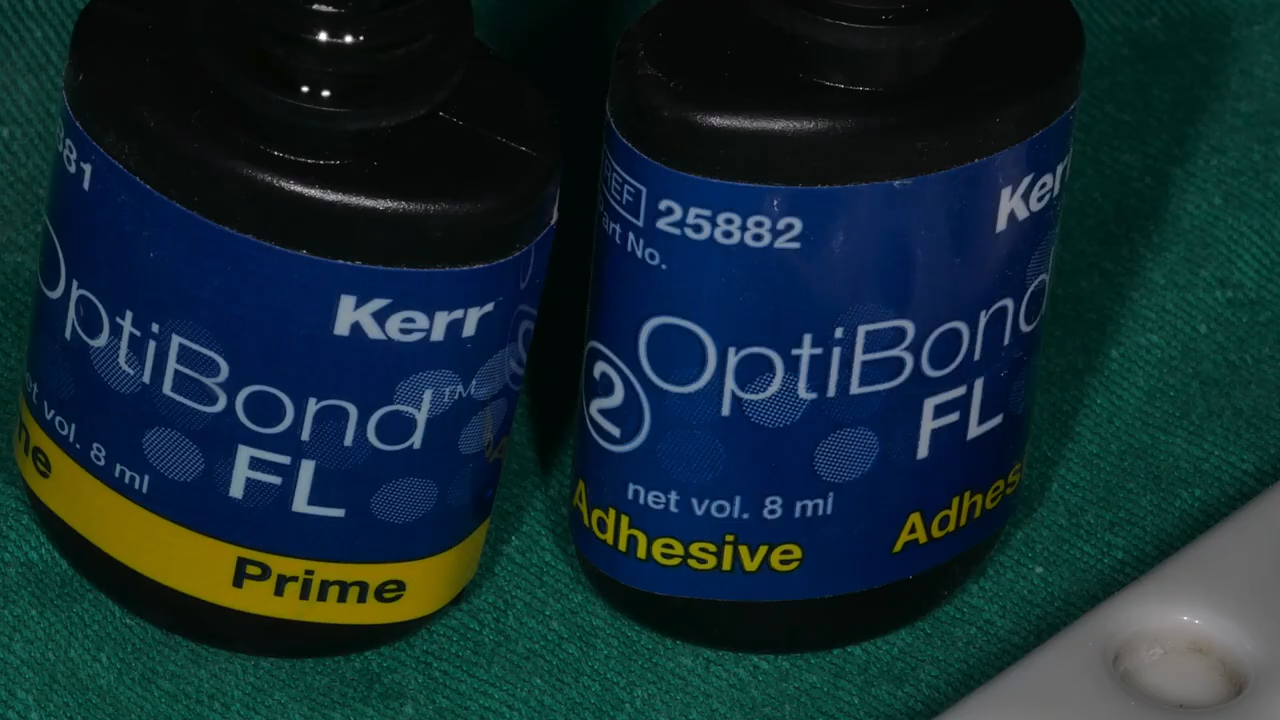 881
Kerr
OptiBond™
FL
net vol. 8 ml
Prime
REF 25882
Part No.
Kerr
2 OptiBond
FL
net vol. 8 ml
Adhesive
Adhes